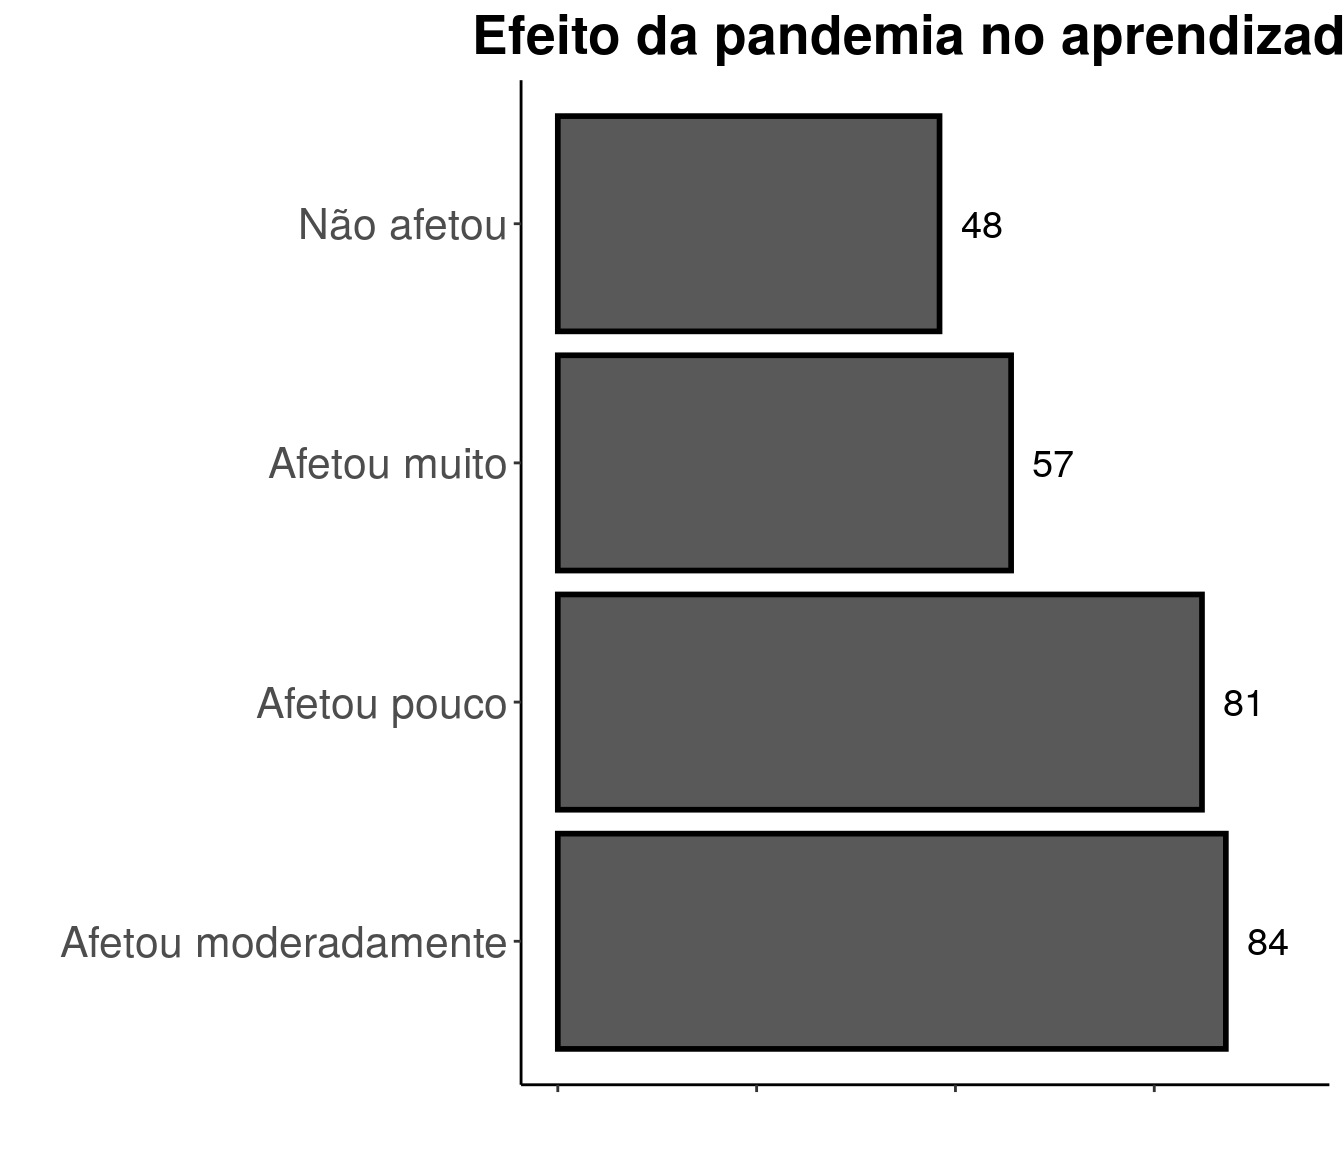 Efeito da pandemia no aprendizad
Não afetou
48
Afetou muito
57
Afetou pouco
81
Afetou moderadamente
84